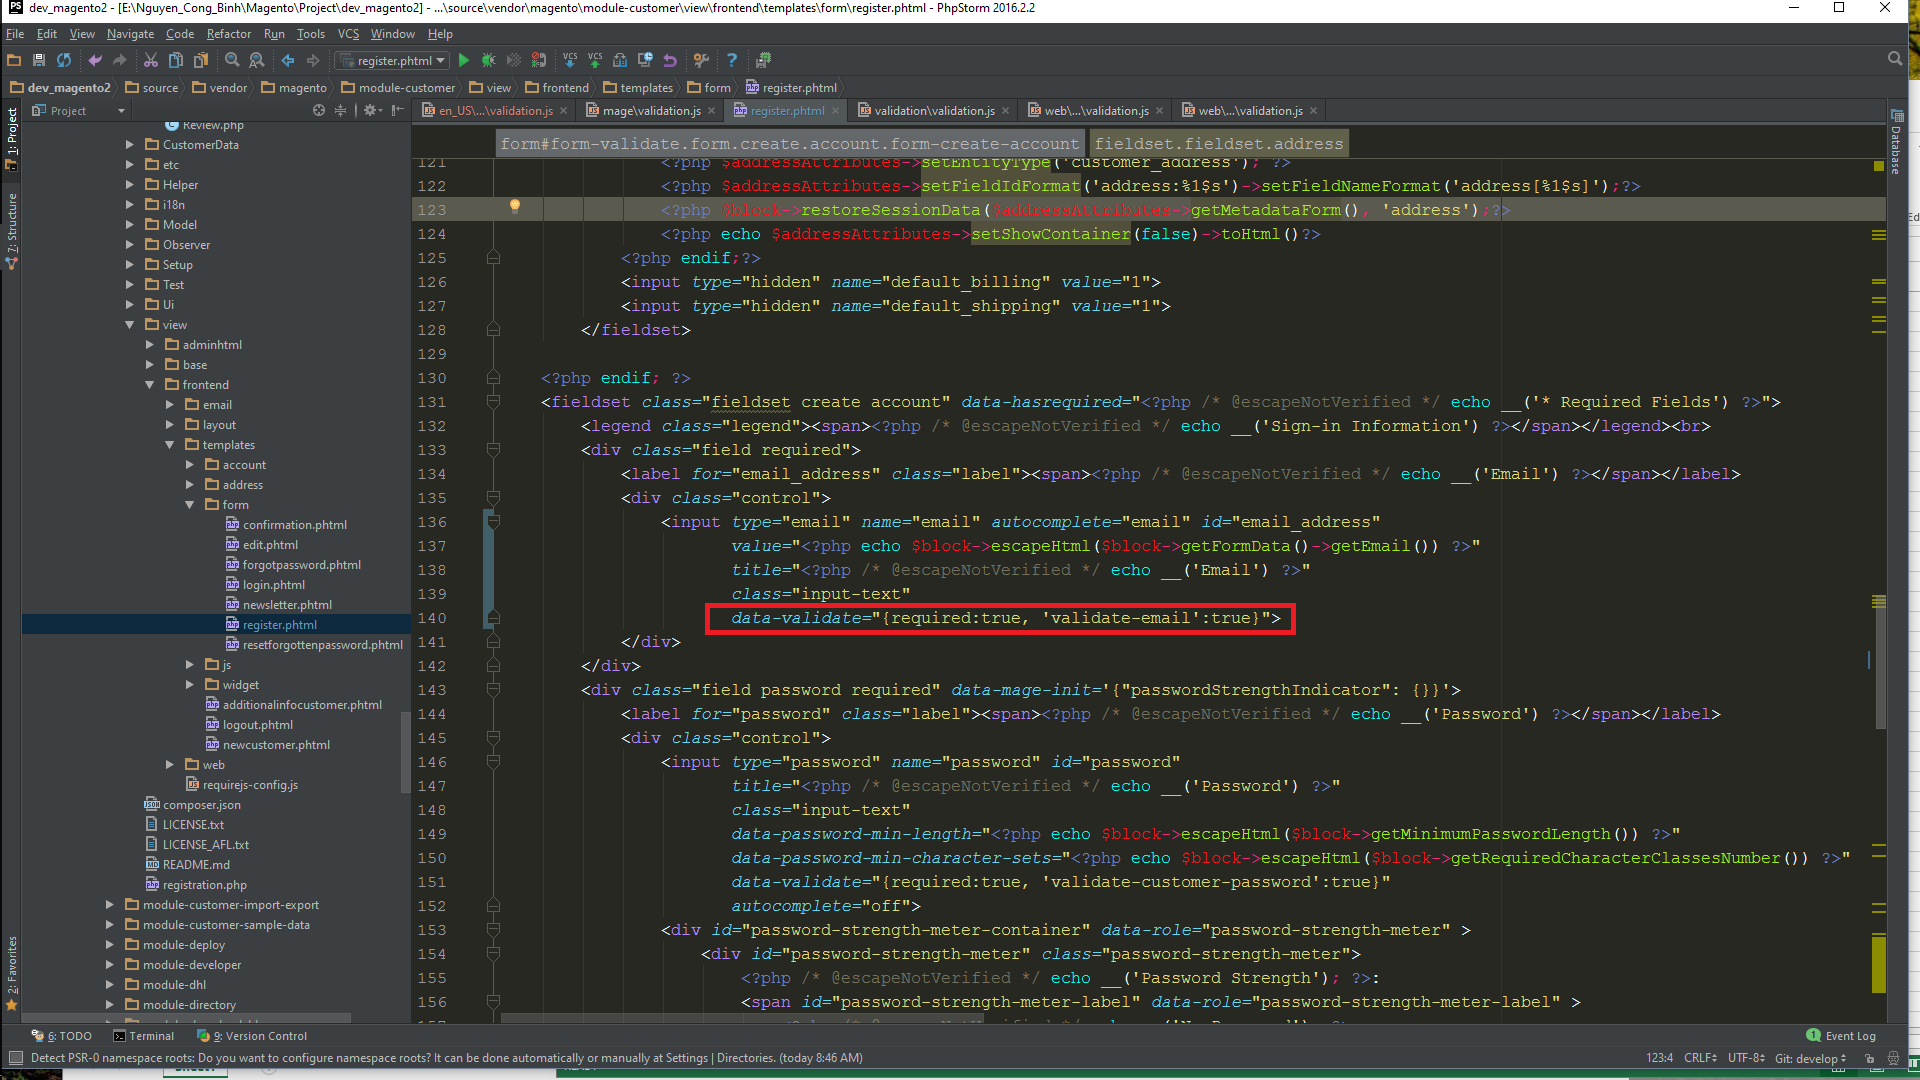 dev_magento2 - [E:\Nguyen_Cong_Binh\Magento\Project\dev_magento2] - ...\source\vendor\magento\module-customer\view\frontend\templates\form\register.phtml - PhpStorm 2016.2.2
File Edit View Navigate Code Refactor Run Tools VCS Window Help
register.phtml
dev_magento2 source vendor magento module-customer view frontend templates form register.phtml
Project
en_US\...\validation.js mage\validation.js register.phtml validation\validation.js web\...\validation.js web\...\validation.js
1: Project
7: Structure
2: Favorites
Database
Review.php
CustomerData
etc
Helper
i18n
Model
Observer
Setup
Test
Ui
view
adminhtml
base
frontend
email
layout
templates
account
address
form
confirmation.phtml
edit.phtml
forgotpassword.phtml
login.phtml
newsletter.phtml
register.phtml
resetforgottenpassword.phtml
js
widget
additionalinfocustomer.phtml
logout.phtml
newcustomer.phtml
web
requirejs-config.js
composer.json
LICENSE.txt
LICENSE_AFL.txt
README.md
registration.php
module-customer-import-export
module-customer-sample-data
module-deploy
module-developer
module-dhl
module-directory
form#form-validate.form.create.account.form-create-account fieldset.fieldset.address
121 <?php $addressAttributes->setEntityType('customer_address'); ?>
122 <?php $addressAttributes->setFieldIdFormat('address:%1$s')->setFieldNameFormat('address[%1$s]');?>
123 <?php $block->restoreSessionData($addressAttributes->getMetadataForm(), 'address');?>
124 <?php echo $addressAttributes->setShowContainer(false)->toHtml()?>
125 <?php endif;?>
126 <input type="hidden" name="default_billing" value="1">
127 <input type="hidden" name="default_shipping" value="1">
128 </fieldset>
129
130 <?php endif; ?>
131 <fieldset class="fieldset create account" data-hasrequired="<?php /* @escapeNotVerified */ echo __('* Required Fields') ?>">
132 <legend class="legend"><span><?php /* @escapeNotVerified */ echo __('Sign-in Information') ?></span></legend><br>
133 <div class="field required">
134 <label for="email_address" class="label"><span><?php /* @escapeNotVerified */ echo __('Email') ?></span></label>
135 <div class="control">
136 <input type="email" name="email" autocomplete="email" id="email_address"
137 value="<?php echo $block->escapeHtml($block->getFormData()->getEmail()) ?>"
138 title="<?php /* @escapeNotVerified */ echo __('Email') ?>"
139 class="input-text"
140 data-validate="{required:true, 'validate-email':true}">
141 </div>
142 </div>
143 <div class="field password required" data-mage-init='{"passwordStrengthIndicator": {}}'>
144 <label for="password" class="label"><span><?php /* @escapeNotVerified */ echo __('Password') ?></span></label>
145 <div class="control">
146 <input type="password" name="password" id="password"
147 title="<?php /* @escapeNotVerified */ echo __('Password') ?>"
148 class="input-text"
149 data-password-min-length="<?php echo $block->escapeHtml($block->getMinimumPasswordLength()) ?>"
150 data-password-min-character-sets="<?php echo $block->escapeHtml($block->getRequiredCharacterClassesNumber()) ?>"
151 data-validate="{required:true, 'validate-customer-password':true}"
152 autocomplete="off">
153 <div id="password-strength-meter-container" data-role="password-strength-meter" >
154 <div id="password-strength-meter" class="password-strength-meter">
155 <?php /* @escapeNotVerified */ echo __('Password Strength'); ?>:
156 <span id="password-strength-meter-label" data-role="password-strength-meter-label" >
6: TODO Terminal 9: Version Control Event Log
Detect PSR-0 namespace roots: Do you want to configure namespace roots? It can be done automatically or manually at Settings | Directories. (today 8:46 AM) 123:4 CRLF UTF-8 Git: develop